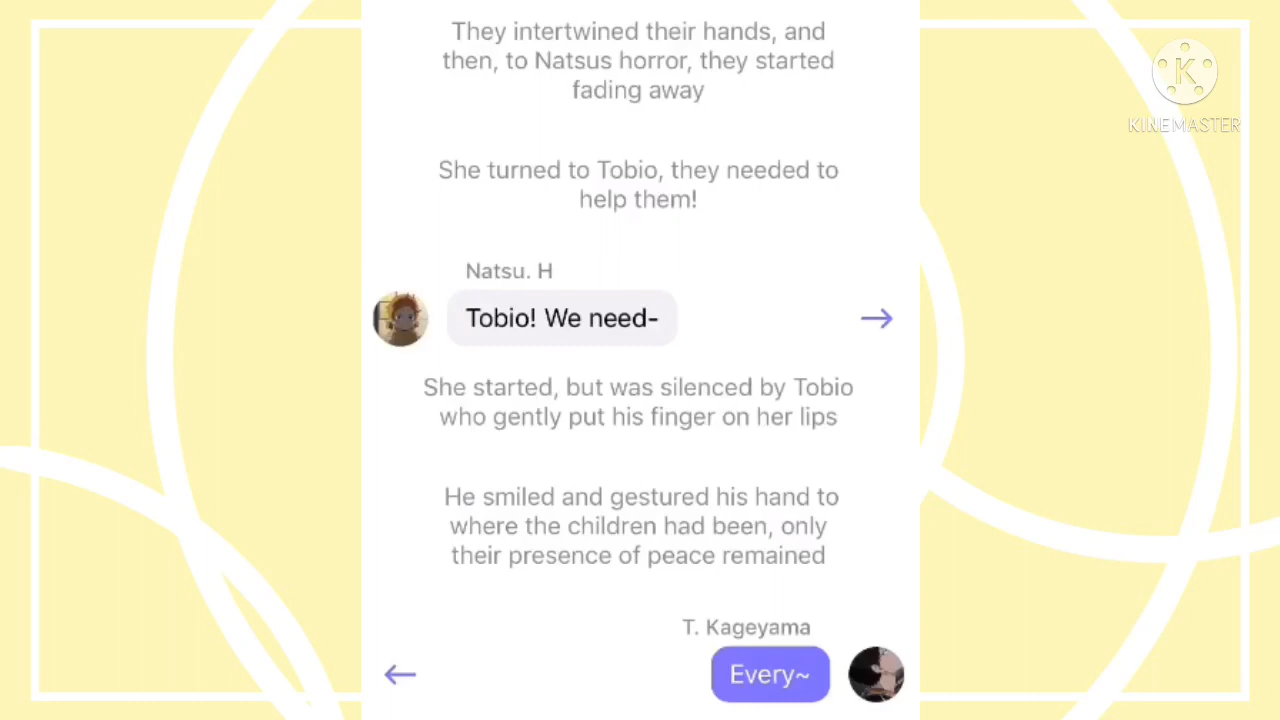 They intertwined their hands, and
then, to Natsus horror, they started
fading away
K
KINEMASTER
She turned to Tobio, they needed to
help them!
Natsu. H
Tobio! We need-
She started, but was silenced by Tobio
who gently put his finger on her lips
He smiled and gestured his hand to
where the children had been, only
their presence of peace remained
T. Kageyama
Every~